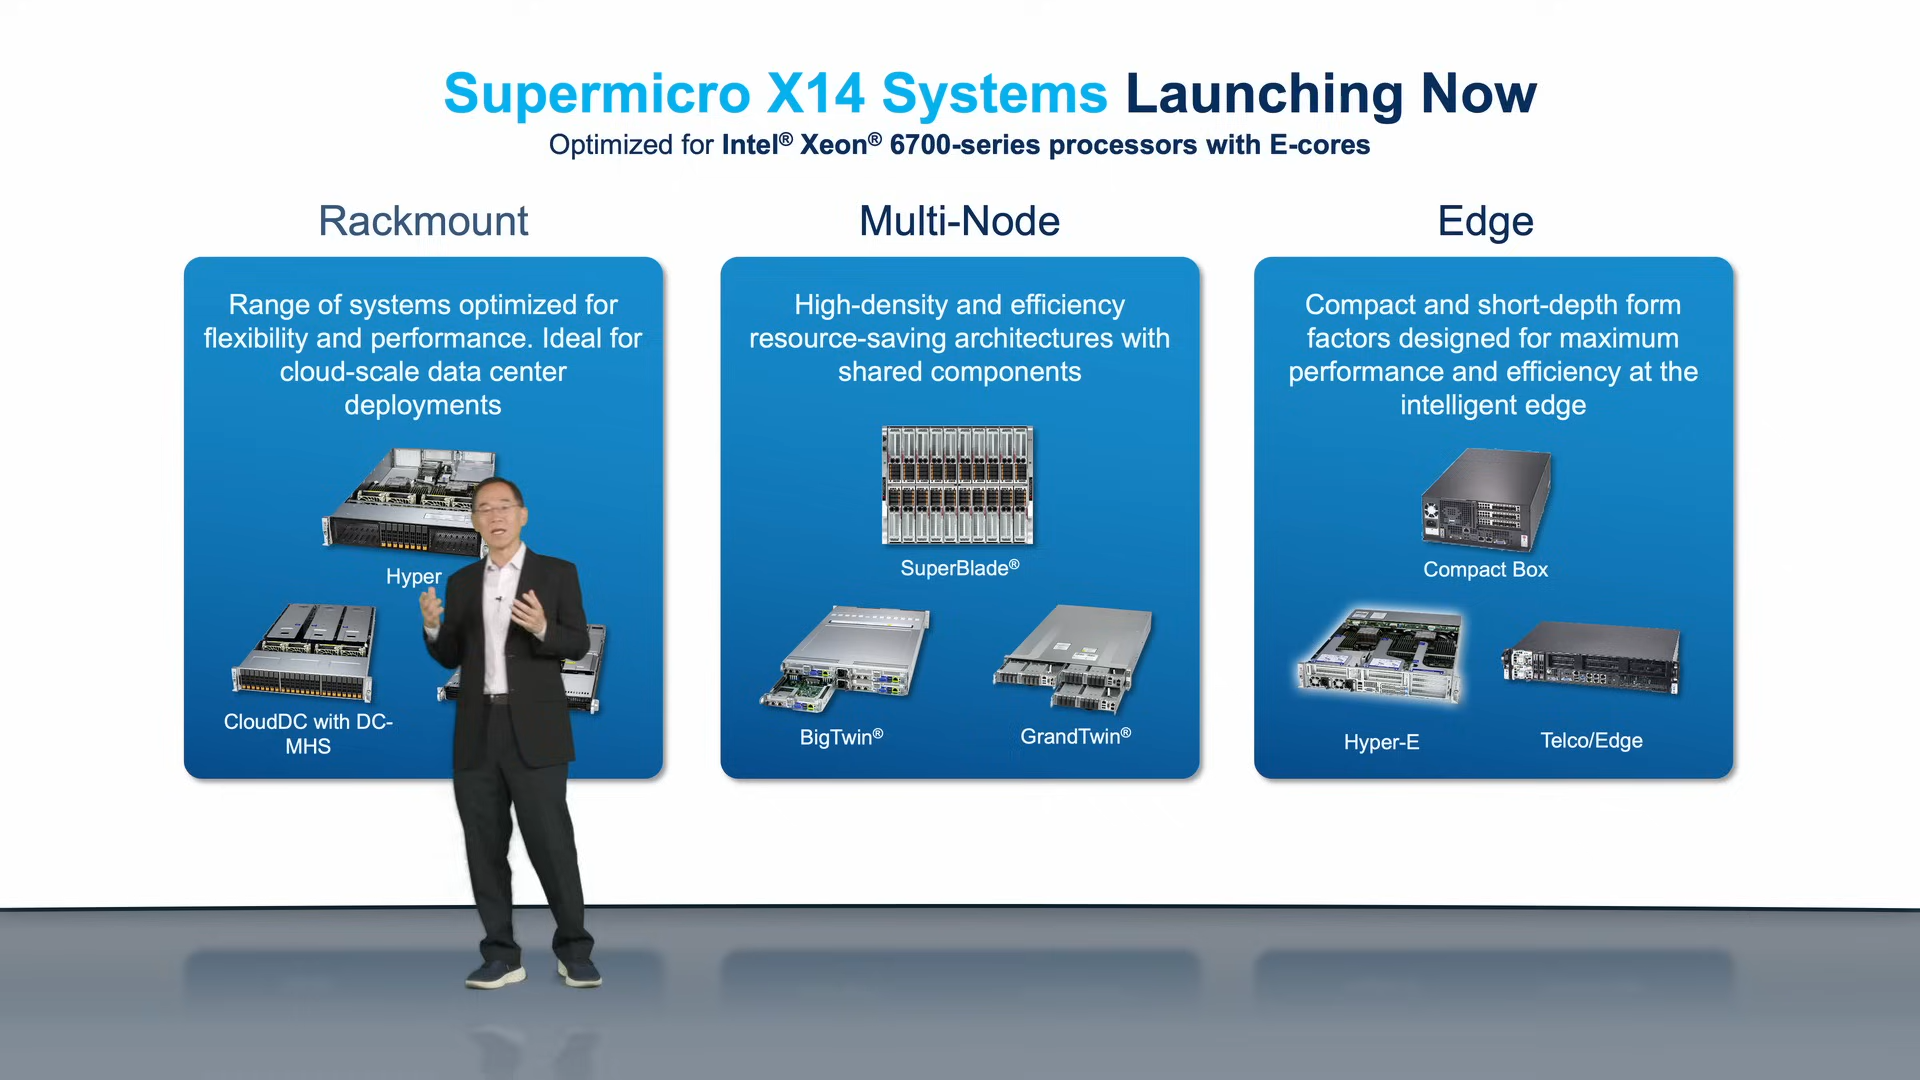 Supermicro X14 Systems Launching Now
Optimized for Intel® Xeon® 6700-series processors with E-cores
Rackmount
Range of systems optimized for
flexibility and performance. Ideal for
cloud-scale data center
deployments
Hyper
CloudDC with DC-
MHS
Multi-Node
High-density and efficiency
resource-saving architectures with
shared components
SuperBlade®
BigTwin®
GrandTwin®
Edge
Compact and short-depth form
factors designed for maximum
performance and efficiency at the
intelligent edge
Compact Box
Hyper-E
Telco/Edge